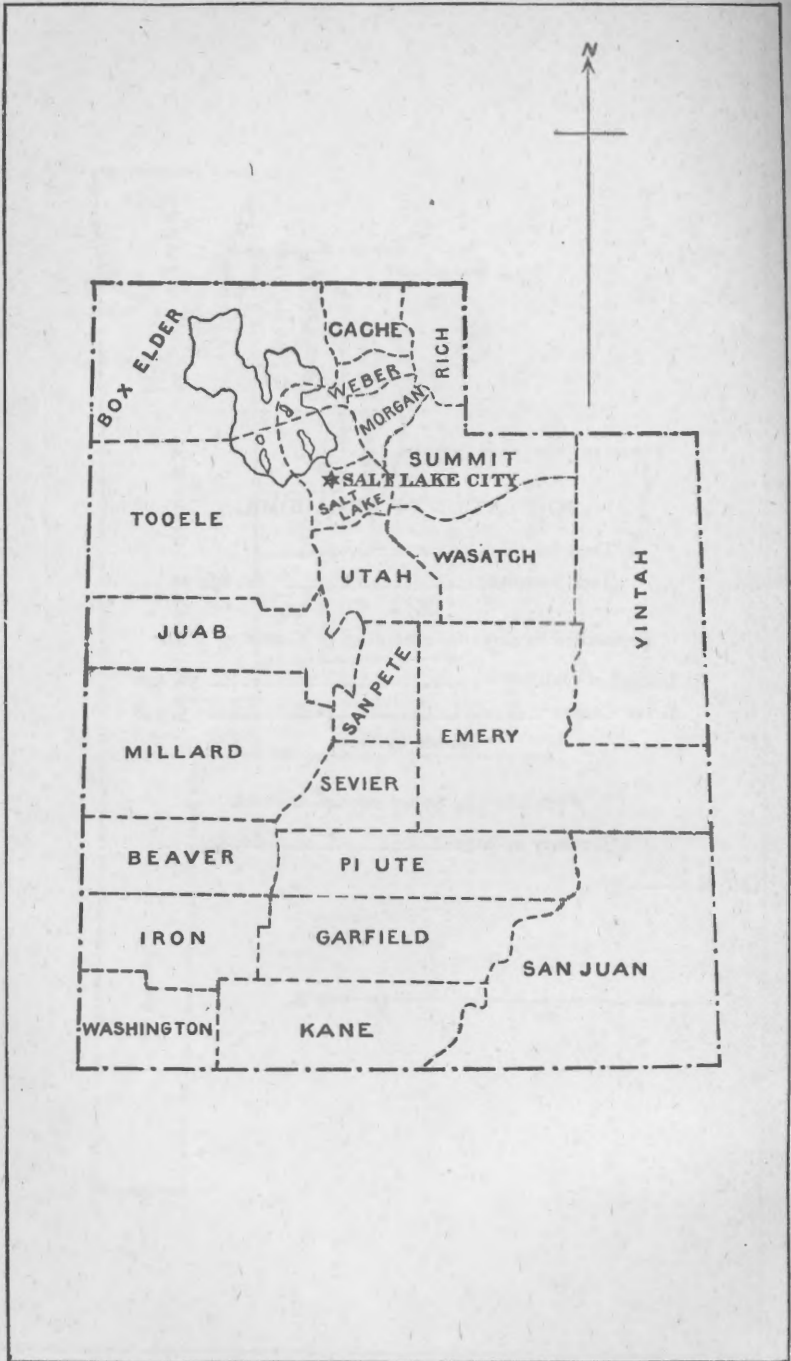 N
BOX ELDER
CACHE
RICH
WEBER
MORGAN
SUMMIT
SALT LAKE CITY
SALT
LAKE
TOOELE
WASATCH
UTAH
VINTAH
JUAB
SAN PETE
EMERY
MILLARD
SEVIER
BEAVER
PI UTE
IRON
GARFIELD
SAN JUAN
WASHINGTON
KANE